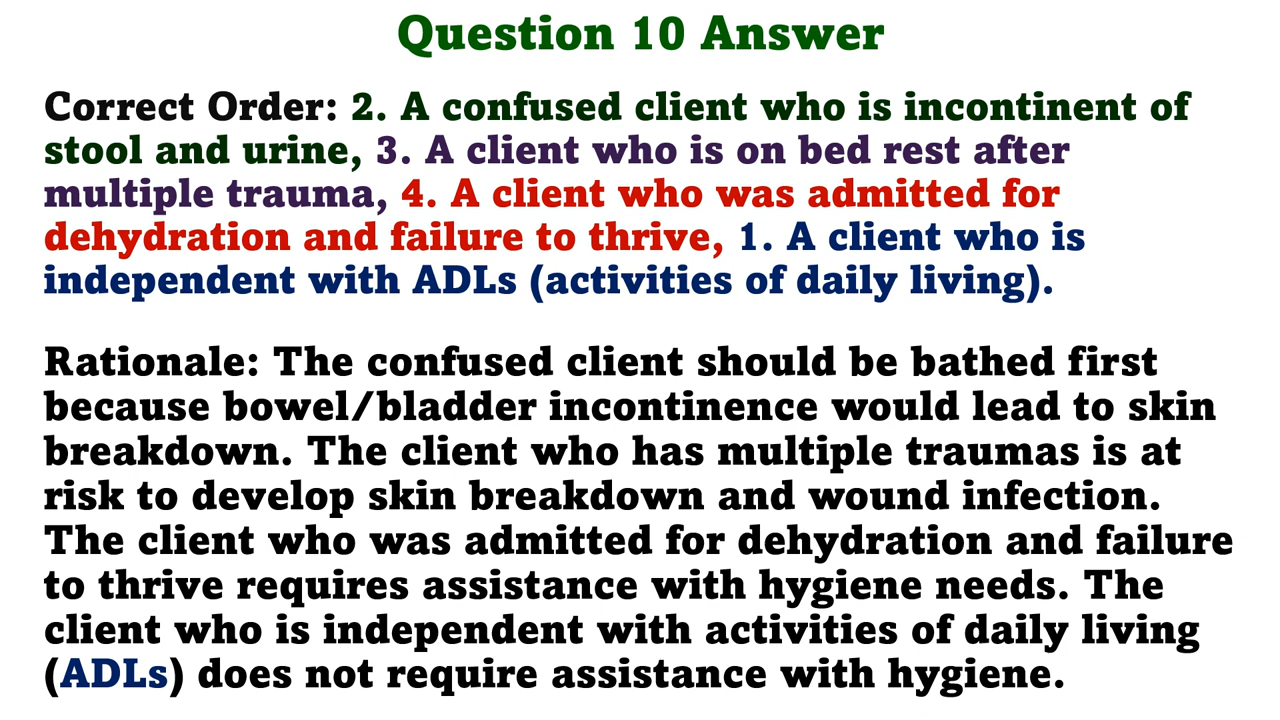 Question 10 Answer
Correct Order: 2. A confused client who is incontinent of
stool and urine, 3. A client who is on bed rest after
multiple trauma, 4. A client who was admitted for
dehydration and failure to thrive, 1. A client who is
independent with ADLs (activities of daily living).
Rationale: The confused client should be bathed first
because bowel/bladder incontinence would lead to skin
breakdown. The client who has multiple traumas is at
risk to develop skin breakdown and wound infection.
The client who was admitted for dehydration and failure
to thrive requires assistance with hygiene needs. The
client who is independent with activities of daily living
(ADLs) does not require assistance with hygiene.